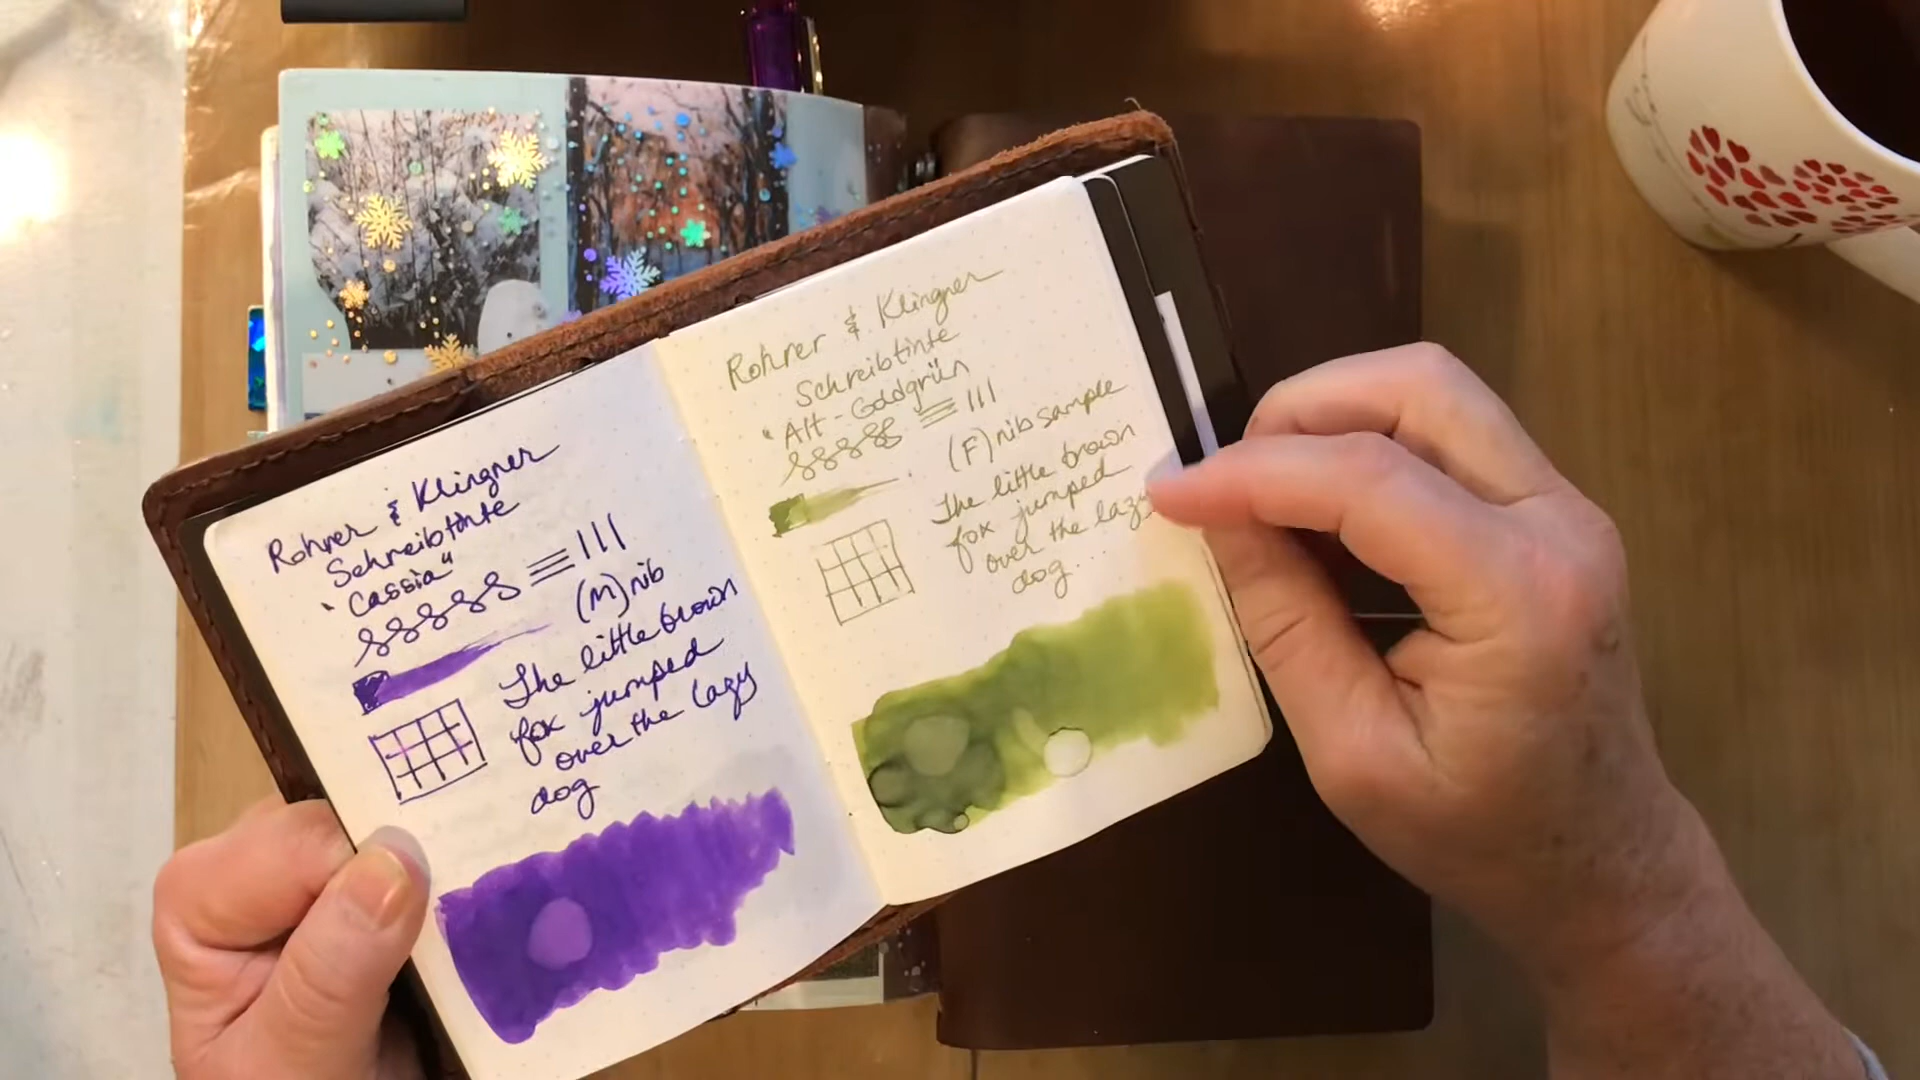 Rohrer & Klingner
Schreibtinte
"Cassia"
(M) nib
The little brown
fox jumped
over the lazy
dog
Rohrer & Klingner
Schreibtinte
"Alt-Goldgrün
(F) nib sample
The little brown
fox jumped
over the lazy
dog.